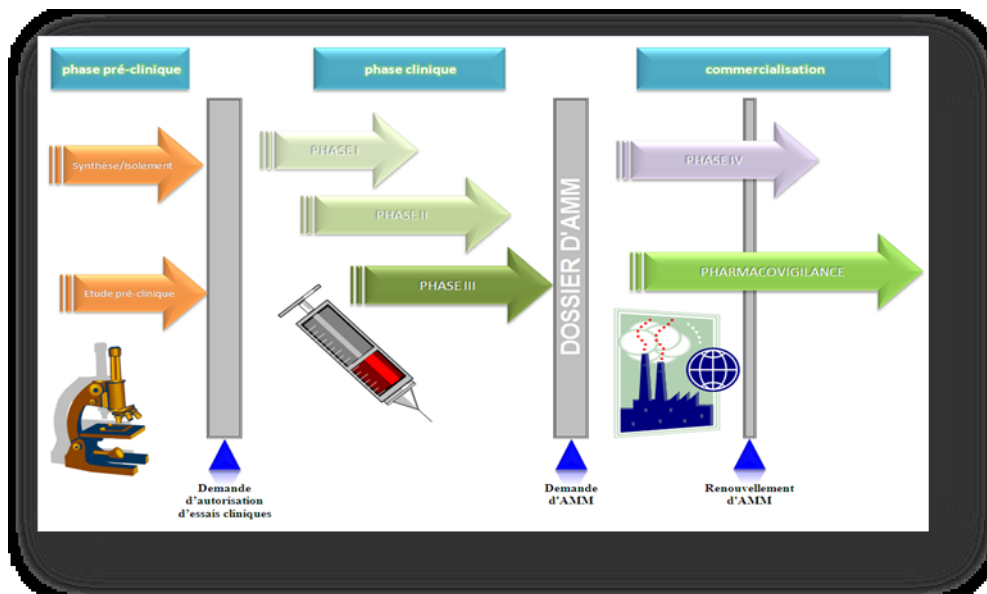 phase pré-clinique
phase clinique
commercialisation
Synthèse/Isolement
PHASE I
PHASE IV
PHASE II
Etude pré-clinique
PHASE III
DOSSIER D'AMM
PHARMACOVIGILANCE
Demande
d'autorisation
d'essais cliniques
Demande
d'AMM
Renouvellement
d'AMM